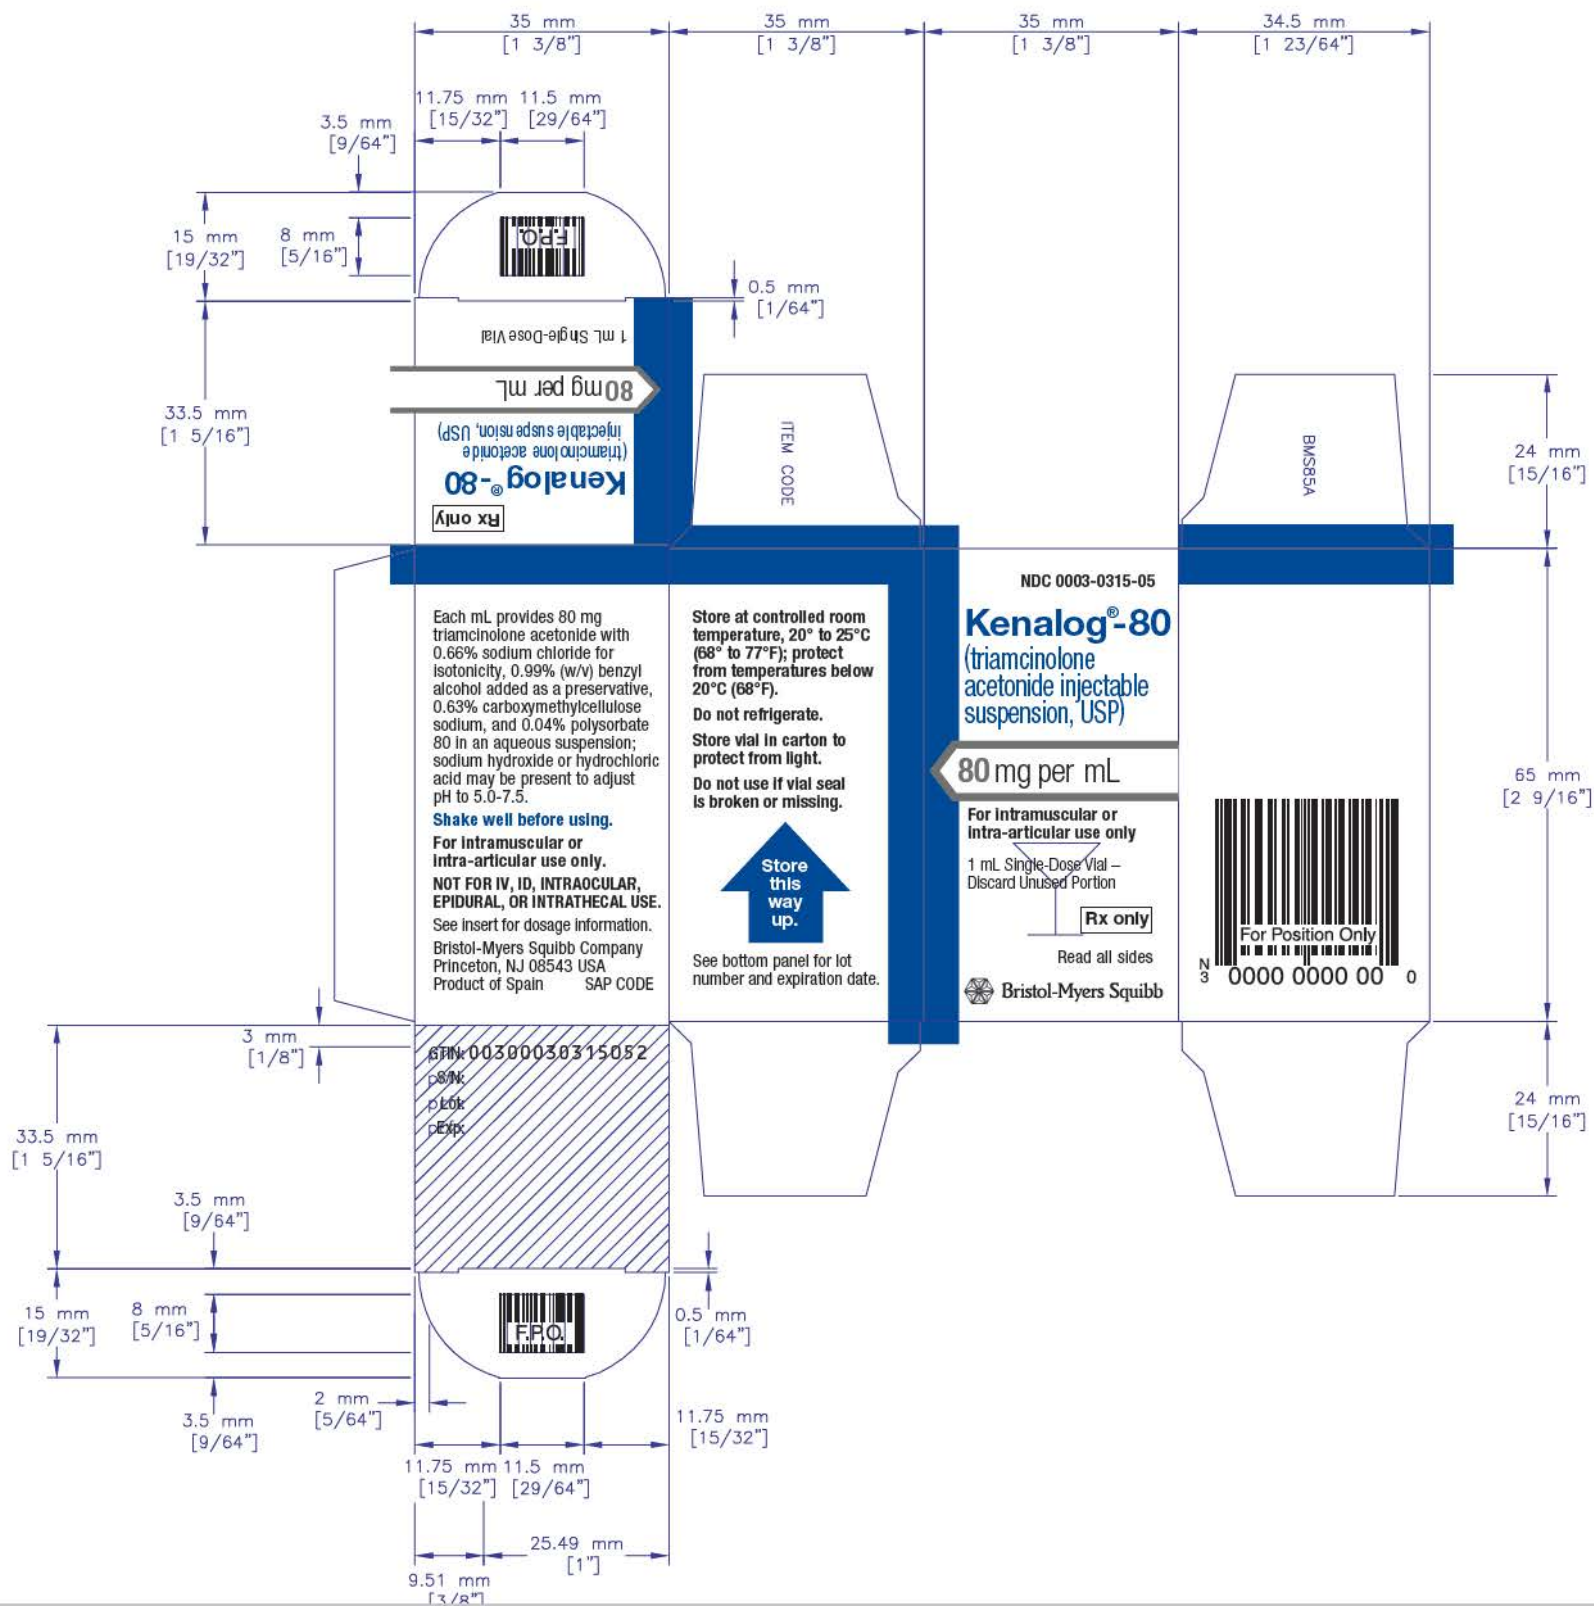 35 mm
[1 3/8"]
35 mm
[1 3/8"]
35 mm
[1 3/8"]
34.5 mm
[1 23/64"]
11.75 mm
[15/32"]
11.5 mm
[29/64"]
3.5 mm
[9/64"]
15 mm
[19/32"]
8 mm
[5/16"]
F.P.O.
0.5 mm
[1/64"]
33.5 mm
[1 5/16"]
Rx only
Kenalog®-80
(triamcinolone acetonide
injectable suspension, USP)
80 mg per mL
1 mL Single-Dose Vial
ITEM CODE
BMS85A
24 mm
[15/16"]
Each mL provides 80 mg
triamcinolone acetonide with
0.66% sodium chloride for
isotonicity, 0.99% (w/v) benzyl
alcohol added as a preservative,
0.63% carboxymethylcellulose
sodium, and 0.04% polysorbate
80 in an aqueous suspension;
sodium hydroxide or hydrochloric
acid may be present to adjust
pH to 5.0-7.5.
Shake well before using.
For intramuscular or
intra-articular use only.
NOT FOR IV, ID, INTRAOCULAR,
EPIDURAL, OR INTRATHECAL USE.
See insert for dosage information.
Bristol-Myers Squibb Company
Princeton, NJ 08543 USA
Product of Spain SAP CODE
Store at controlled room
temperature, 20° to 25°C
(68° to 77°F); protect
from temperatures below
20°C (68°F).
Do not refrigerate.
Store vial in carton to
protect from light.
Do not use if vial seal
is broken or missing.
Store
this
way
up.
See bottom panel for lot
number and expiration date.
NDC 0003-0315-05
Kenalog®-80
(triamcinolone
acetonide injectable
suspension, USP)
80 mg per mL
For intramuscular or
intra-articular use only
1 mL Single-Dose Vial –
Discard Unused Portion
Rx only
Read all sides
Bristol-Myers Squibb
For Position Only
N
3 0000 0000 00 0
65 mm
[2 9/16"]
3 mm
[1/8"]
GTIN: 00300030315052
S/N:
Lot:
Exp:
33.5 mm
[1 5/16"]
24 mm
[15/16"]
3.5 mm
[9/64"]
15 mm
[19/32"]
8 mm
[5/16"]
F.P.O.
0.5 mm
[1/64"]
2 mm
[5/64"]
3.5 mm
[9/64"]
11.75 mm
[15/32"]
11.75 mm
[15/32"]
11.5 mm
[29/64"]
25.49 mm
[1"]
9.51 mm
[3/8"]